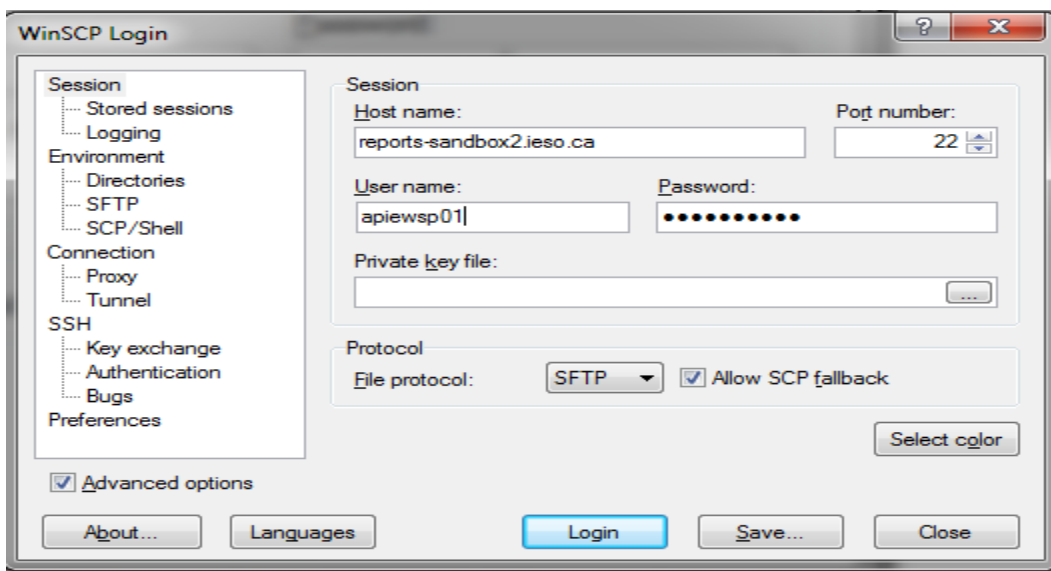 WinSCP Login
Session
Stored sessions
Logging
Environment
Directories
SFTP
SCP/Shell
Connection
Proxy
Tunnel
SSH
Key exchange
Authentication
Bugs
Preferences
Advanced options
Session
Host name: Port number:
reports-sandbox2.ieso.ca 22
User name: Password:
apiewsp01 ●●●●●●●●●●
Private key file:
...
Protocol
File protocol: SFTP Allow SCP fallback
Select color
About... Languages Login Save... Close